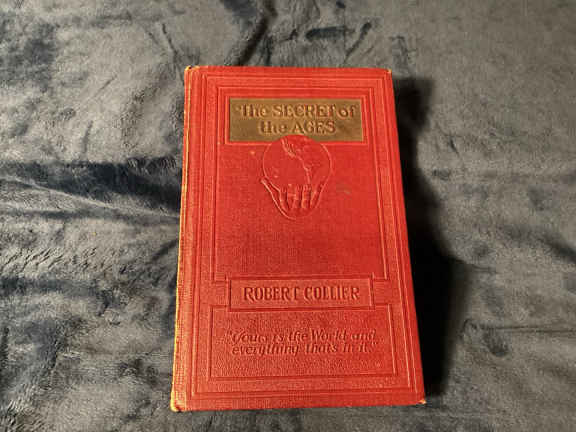 The SECRET of
the AGES
ROBERT COLLIER
"Yours is the World and
everything that's in it."